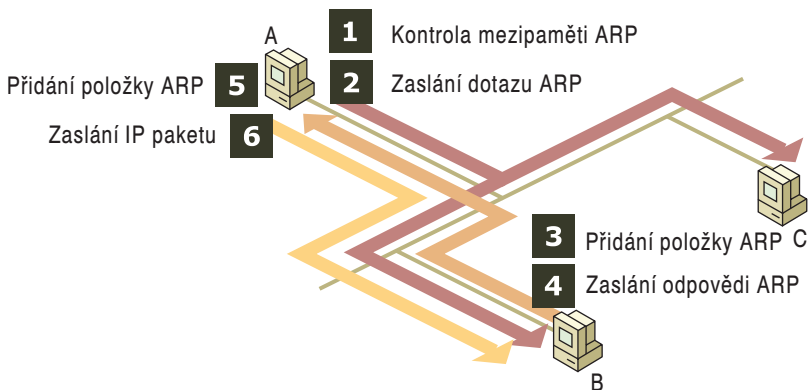 A
1 Kontrola mezipaměti ARP
Přidání položky ARP 5
2 Zaslání dotazu ARP
Zaslání IP paketu 6
C
3 Přidání položky ARP
4 Zaslání odpovědi ARP
B